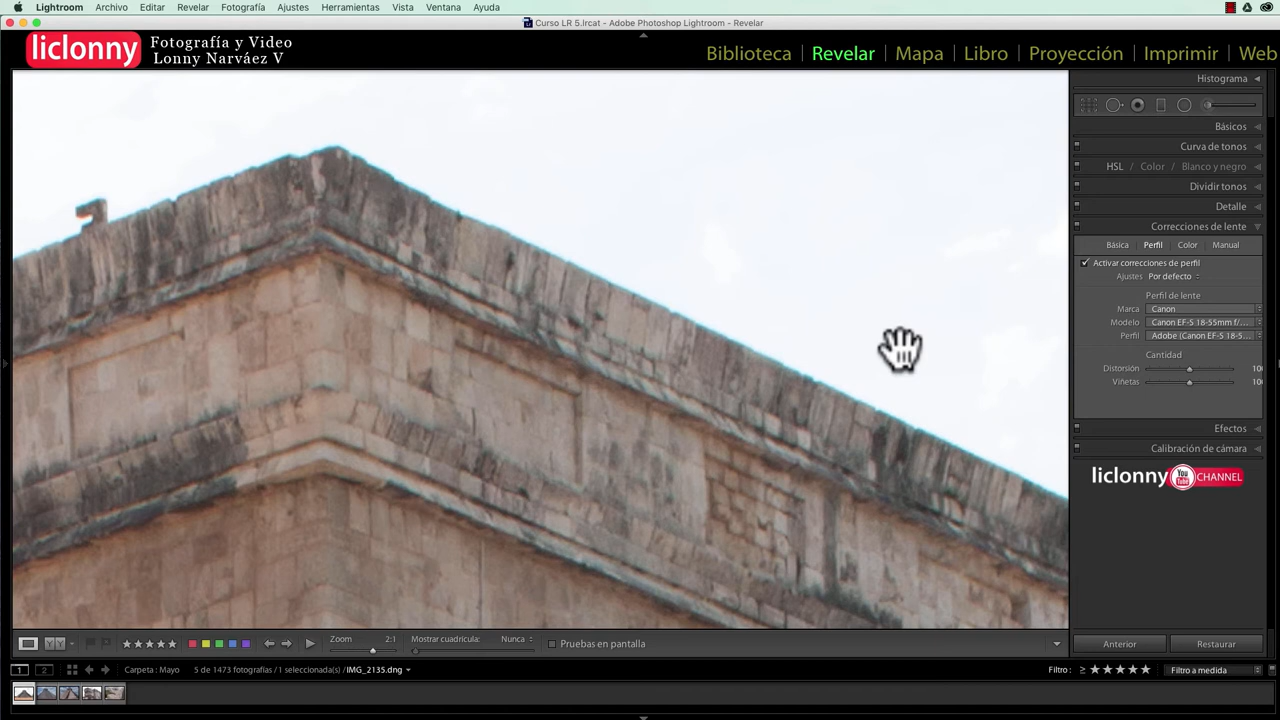 Lightroom Archivo Editar Revelar Fotografía Ajustes Herramientas Vista Ventana Ayuda
Curso LR 5.lrcat - Adobe Photoshop Lightroom - Revelar
liclonny Fotografía y Video
Lonny Narváez V
Biblioteca | Revelar | Mapa | Libro | Proyección | Imprimir | Web
Histograma
Básicos
Curva de tonos
HSL / Color / Blanco y negro
Dividir tonos
Detalle
Correcciones de lente
Básica Perfil Color Manual
Activar correcciones de perfil
Ajustes Por defecto
Perfil de lente
Marca Canon
Modelo Canon EF-S 18-55mm f/...
Perfil Adobe (Canon EF-S 18-5...
Cantidad
Distorsión 10
Viñetas 10
Efectos
Calibración de cámara
liclonny You Tube CHANNEL
Zoom 2:1 Mostrar cuadrícula: Nunca Pruebas en pantalla
Anterior Restaurar
1 2 Carpeta : Mayo 5 de 1473 fotografías / 1 seleccionada(s) / IMG_2135.dng Filtro : ≥ ★★★★★ Filtro a medida